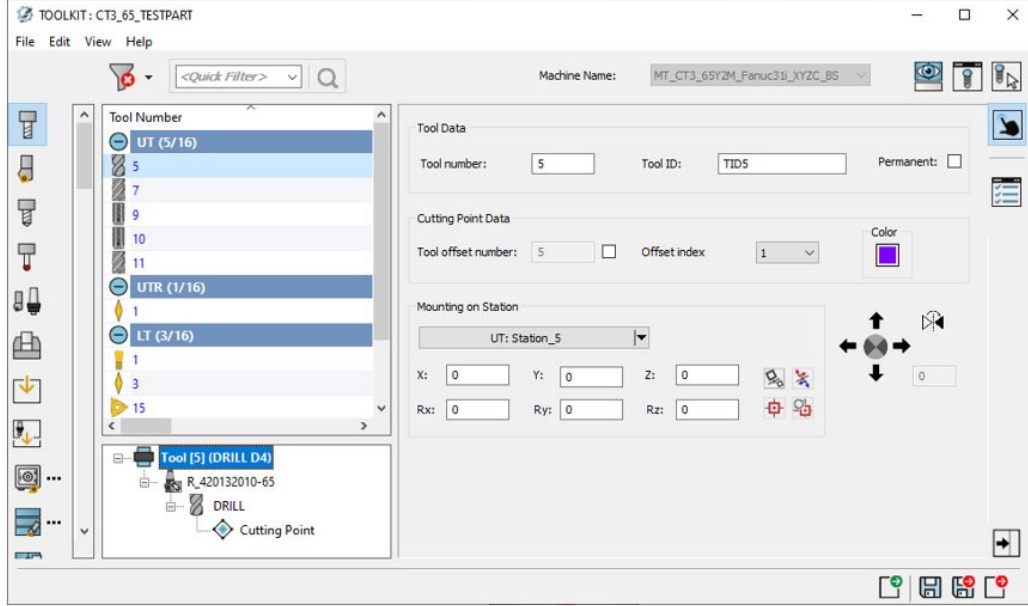 TOOLKIT: CT3_65_TESTPART
File Edit View Help
<Quick Filter> Machine Name: MT_CT3_65Y2M_Fanuc31i_XYZC_BS
Tool Number
UT (5/16)
5
7
9
10
11
UTR (1/16)
1
LT (3/16)
1
3
15
Tool [5] (DRILL D4)
R_420132010-65
DRILL
Cutting Point
Tool Data
Tool number: 5 Tool ID: TID5 Permanent:
Cutting Point Data
Tool offset number: 5 Offset index 1 Color
Mounting on Station
UT: Station_5
X: 0 Y: 0 Z: 0 0
Rx: 0 Ry: 0 Rz: 0